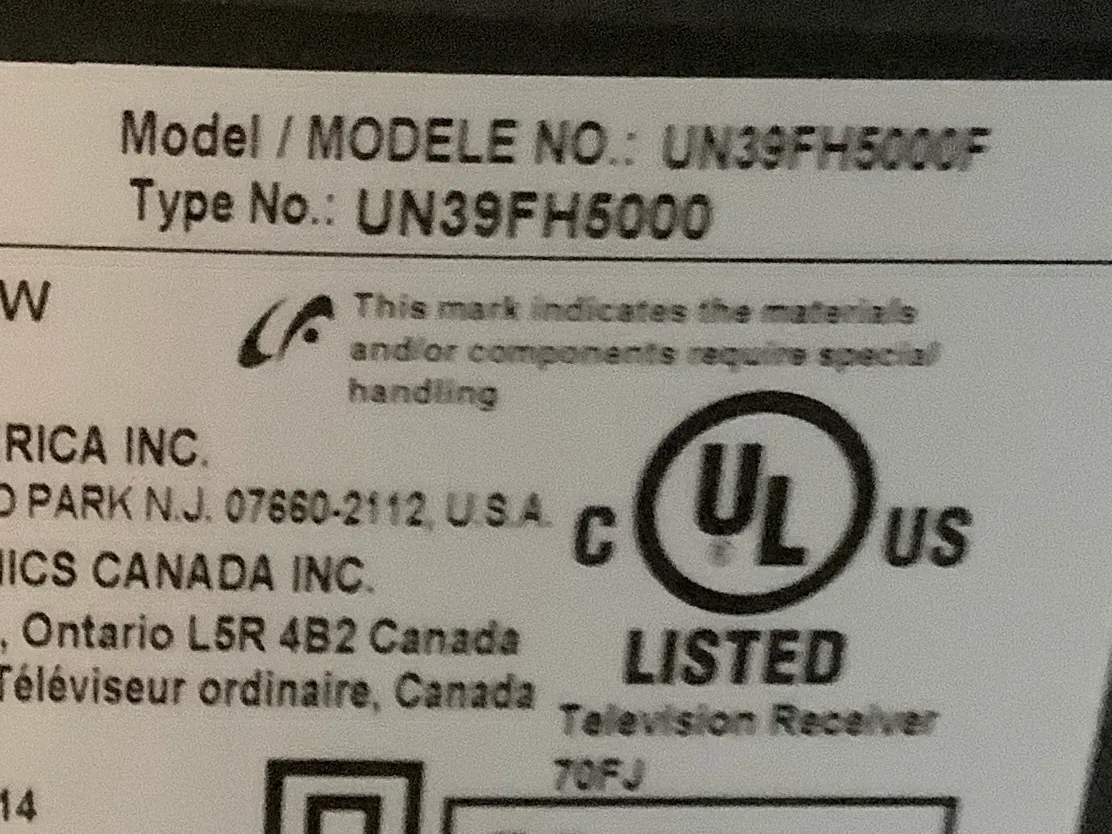 Model / MODELE NO.: UN39FH5000F
Type No.: UN39FH5000
W
This mark indicates the materials
and/or components require special
handling
RICA INC.
D PARK N.J. 07660-2112, U.S.A.
C UL ® US
NICS CANADA INC.
, Ontario L5R 4B2 Canada
LISTED
Téléviseur ordinaire, Canada
Television Receiver
70FJ
14